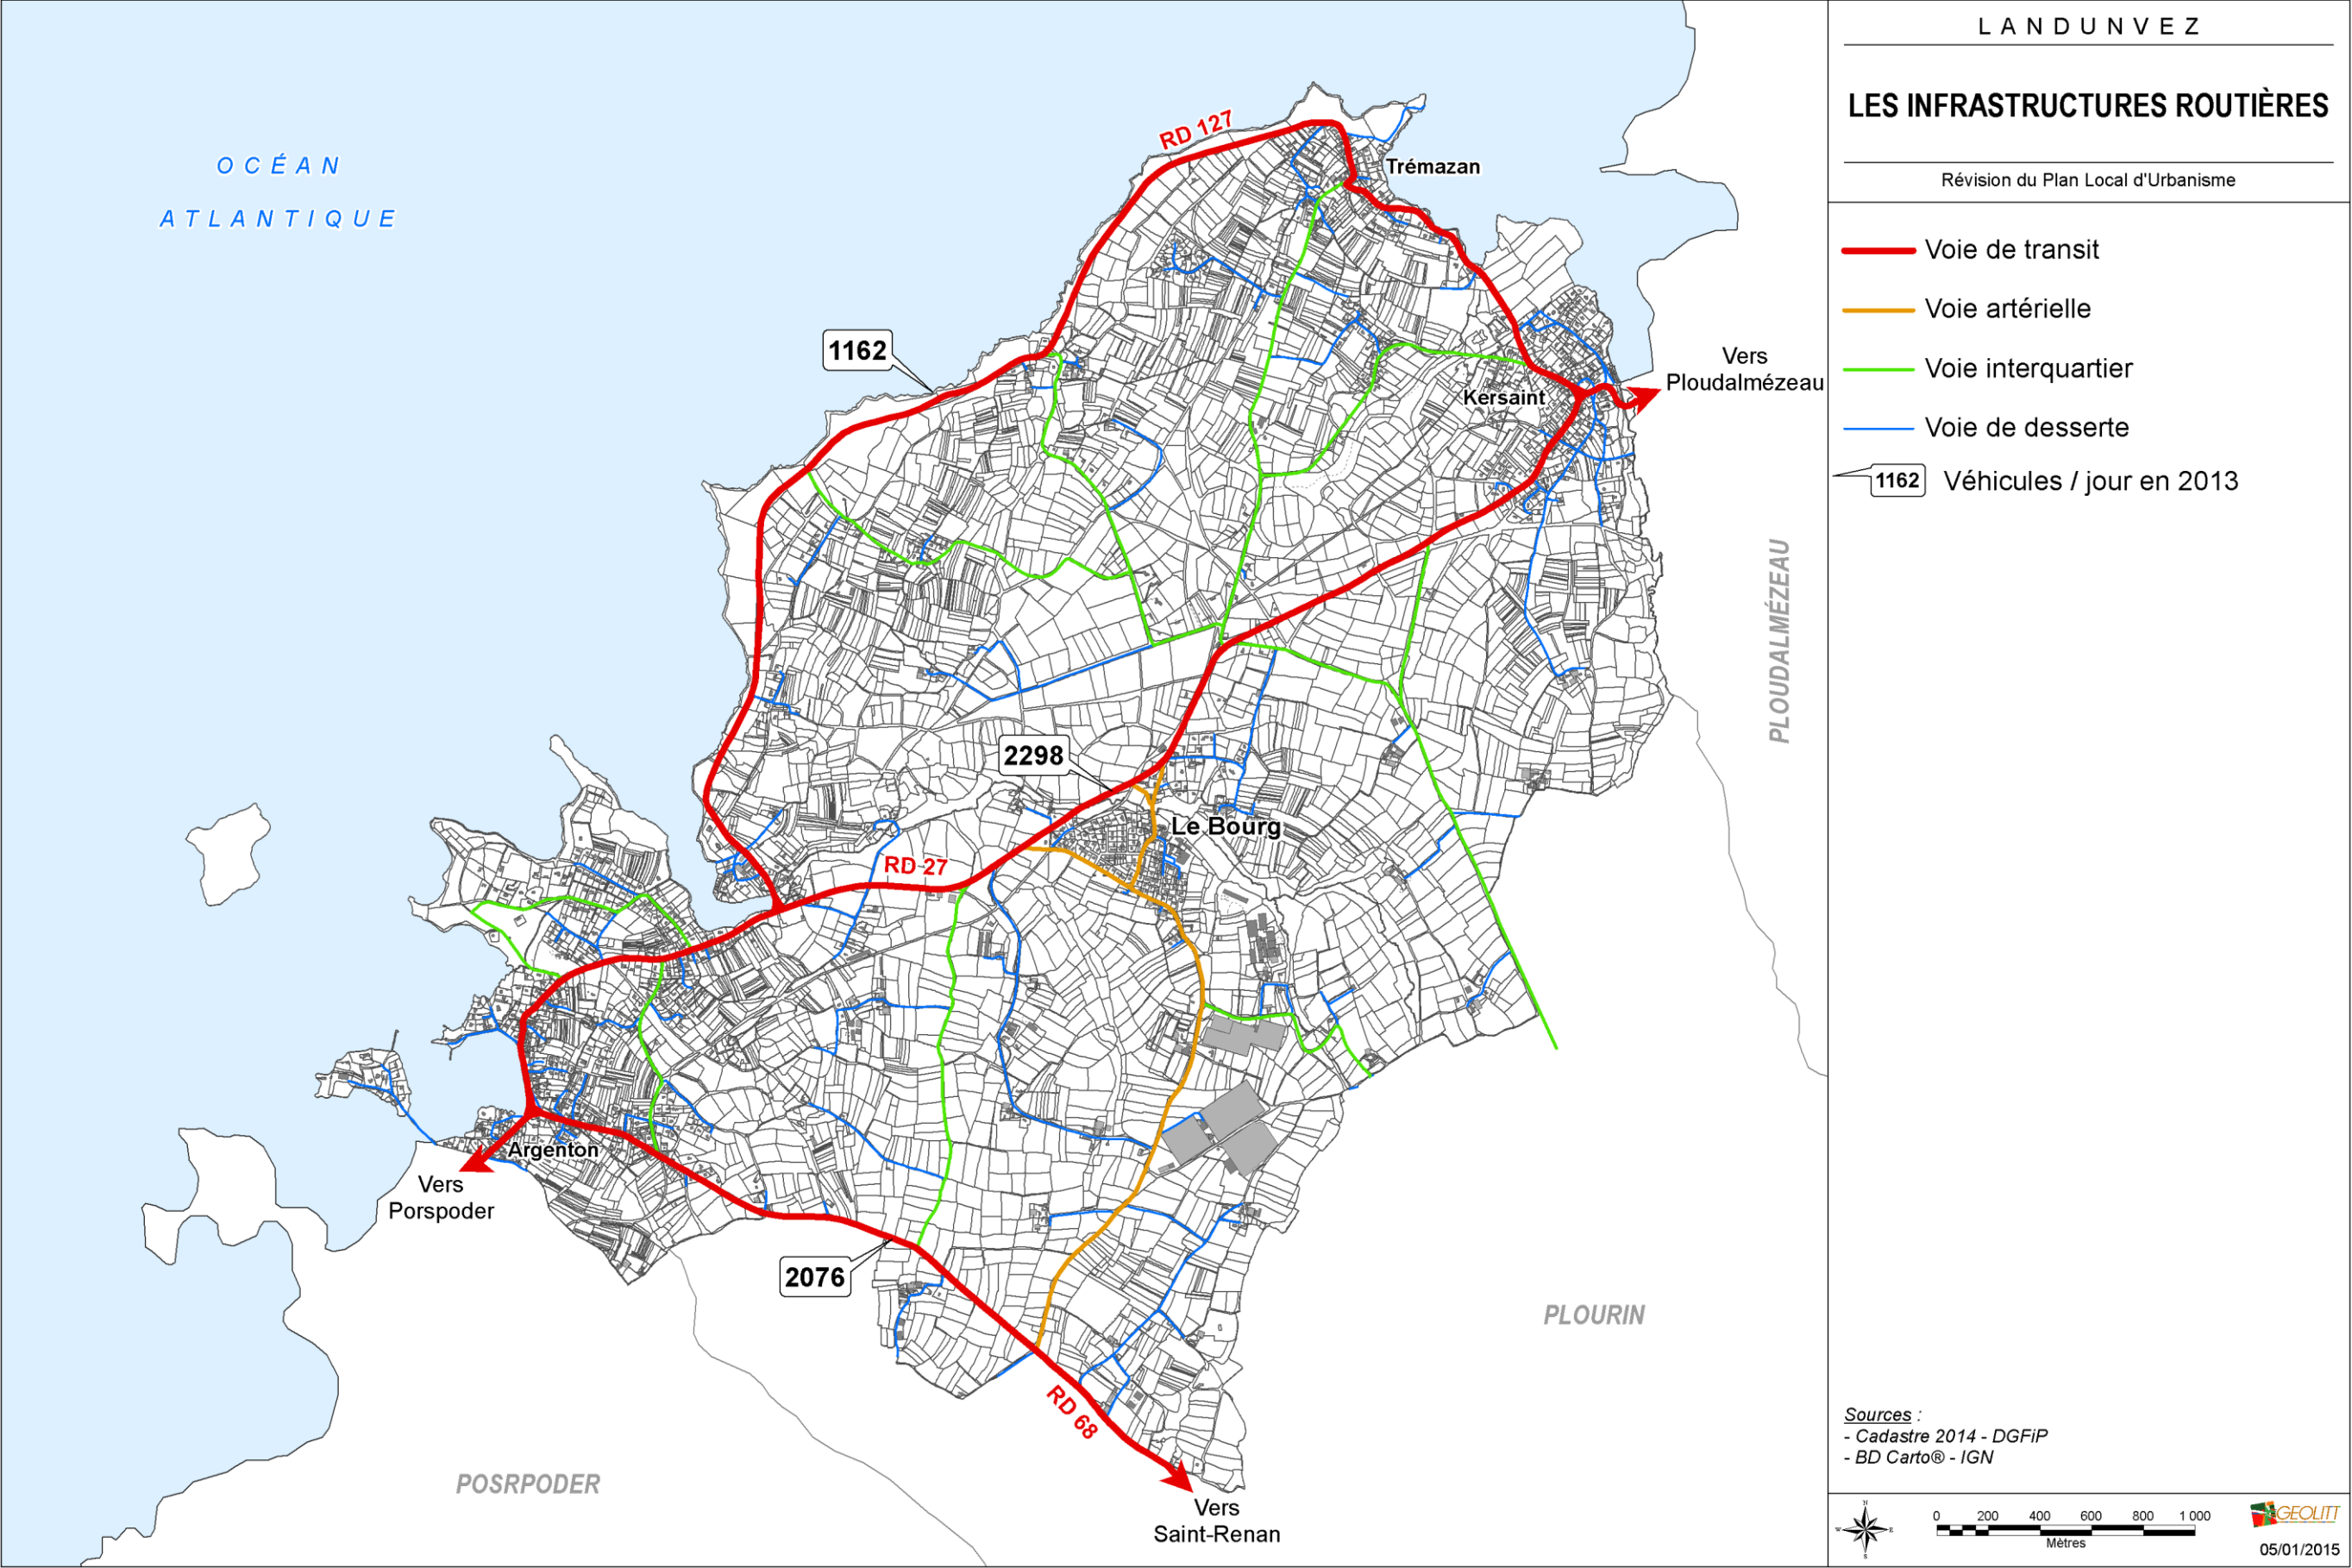 LANDUNVEZ
LES INFRASTRUCTURES ROUTIÈRES
Révision du Plan Local d'Urbanisme
Voie de transit
Voie artérielle
Voie interquartier
Voie de desserte
1162 Véhicules / jour en 2013
OCÉAN
ATLANTIQUE
RD 127
Trémazan
1162
Vers
Ploudalmézeau
Kersaint
PLOUDALMÉZEAU
2298
Le Bourg
RD 27
Argenton
Vers
Porspoder
2076
PLOURIN
RD 68
POSRPODER
Vers
Saint-Renan
Sources :
- Cadastre 2014 - DGFiP
- BD Carto® - IGN
N
W
E
S
0 200 400 600 800 1 000
Mètres
GEOLITT
05/01/2015